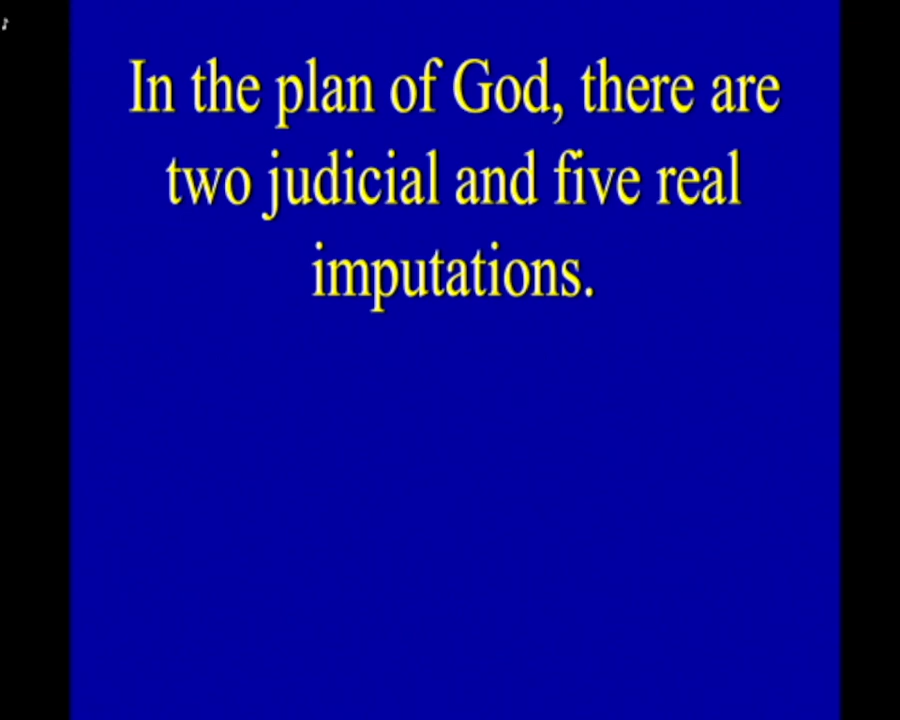 In the plan of God, there are
two judicial and five real
imputations.